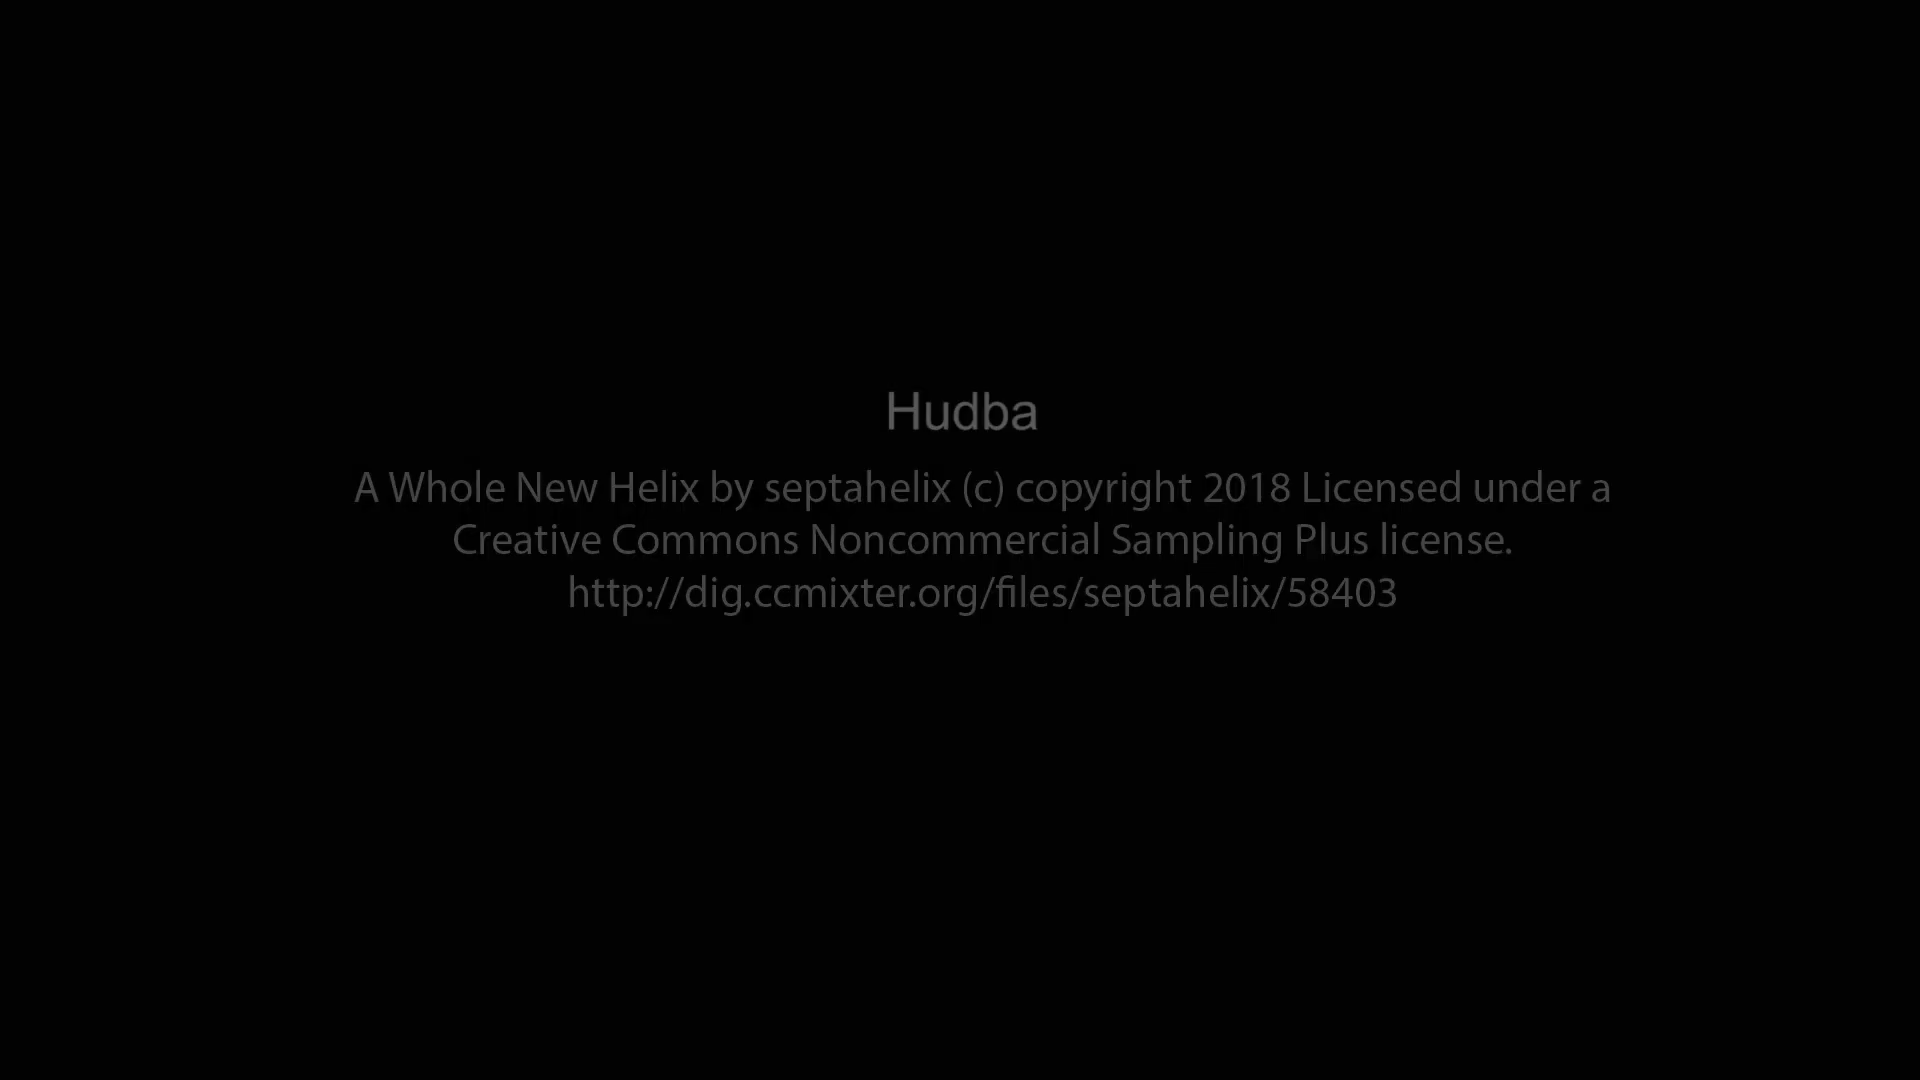 Hudba
A Whole New Helix by septahelix (c) copyright 2018 Licensed under a
Creative Commons Noncommercial Sampling Plus license.
http://dig.ccmixter.org/files/septahelix/58403